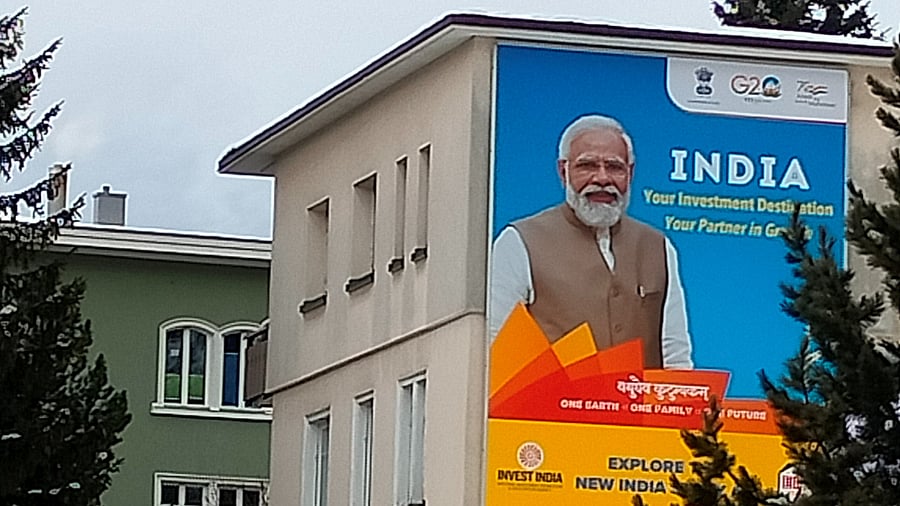 G20
INDIA
Your Investment Destination
Your Partner in
वसुधैव कुटुम्बकम्
ONE EARTH ONE FAMILY FUTURE
INVEST INDIA
EXPLORE
NEW INDIA